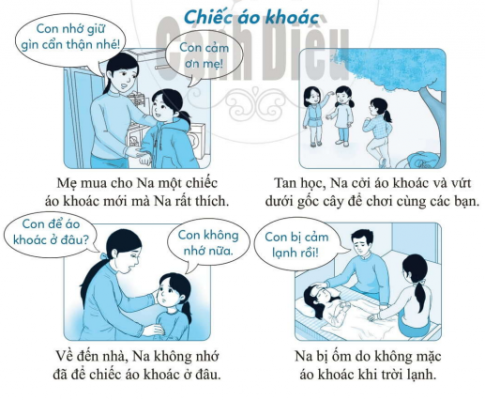 Chiếc áo khoác
Cánh Diều
Con nhớ giữ
gìn cẩn thận nhé!
Con cảm
ơn mẹ!
Mẹ mua cho Na một chiếc
áo khoác mới mà Na rất thích.
Tan học, Na cởi áo khoác và vứt
dưới gốc cây để chơi cùng các bạn.
Con để áo
khoác ở đâu?
Con không
nhớ nữa.
Về đến nhà, Na không nhớ
đã để chiếc áo khoác ở đâu.
Con bị cảm
lạnh rồi!
Na bị ốm do không mặc
áo khoác khi trời lạnh.